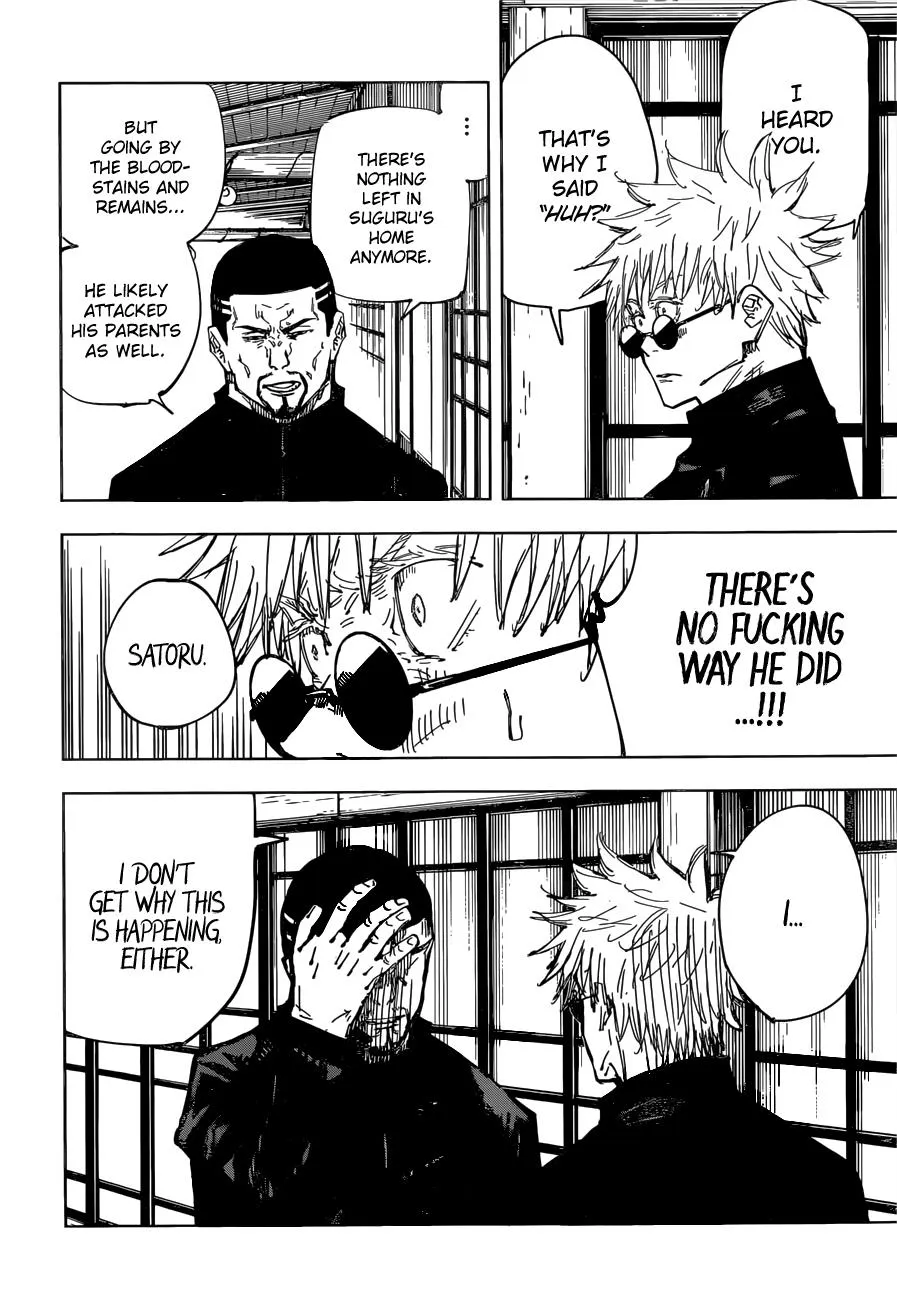 I
HEARD
YOU.
THAT'S
WHY I
SAID
"HUH?"
...
THERE'S
NOTHING
LEFT IN
SUGURU'S
HOME
ANYMORE.
BUT
GOING BY
THE BLOOD-
STAINS AND
REMAINS...
HE LIKELY
ATTACKED
HIS PARENTS
AS WELL.
THERE'S
NO FUCKING
WAY HE DID
...!!!
SATORU.
I...
I DON'T
GET WHY THIS
IS HAPPENING,
EITHER.